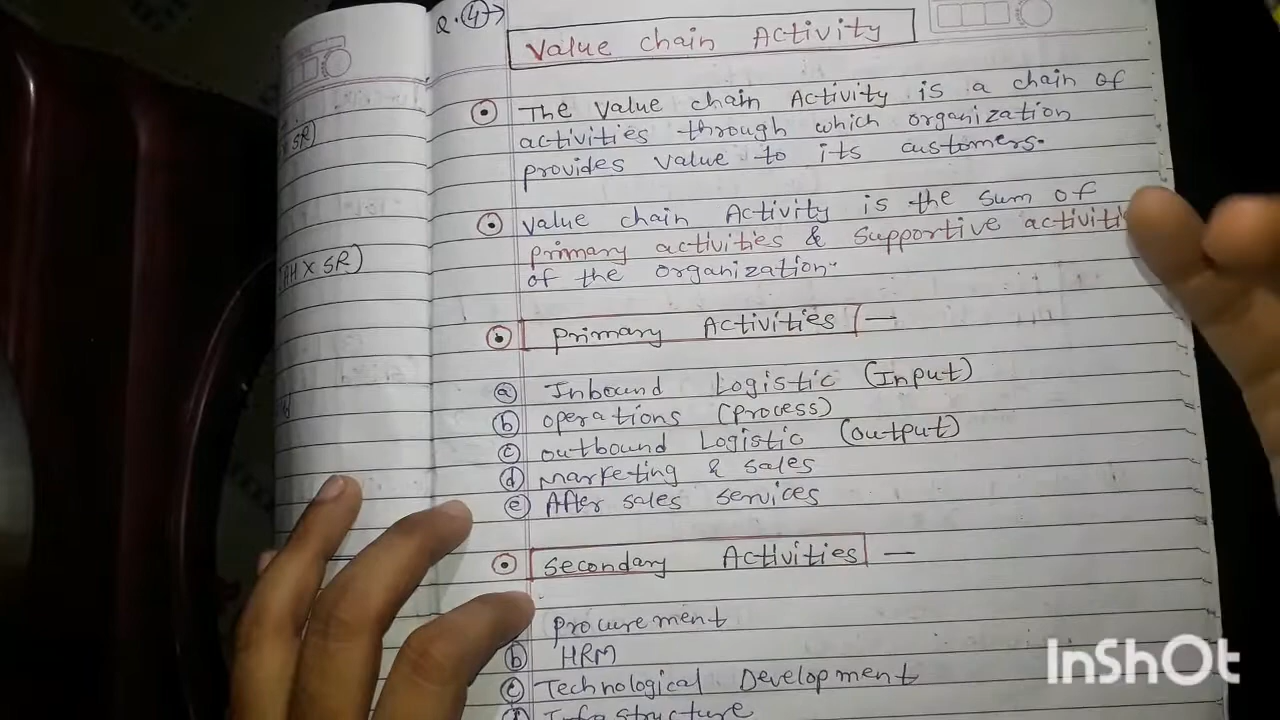 Q.④→
Value chain Activity
⊙ The value chain Activity is a chain of
activities through which organization
provides value to its customers.
⊙ Value chain Activity is the sum of
primary activities & supportive activiti
of the organization.
⊙ Primary Activities —
ⓐ Inbound Logistic (Input)
ⓑ operations (process)
ⓒ outbound Logistic (output)
ⓓ marketing & sales
ⓔ After sales services
⊙ Secondary Activities —
procurement
ⓑ HRM
ⓒ Technological Development
ⓓ Infrastructure
SR)
(AH X SR)
InShOt